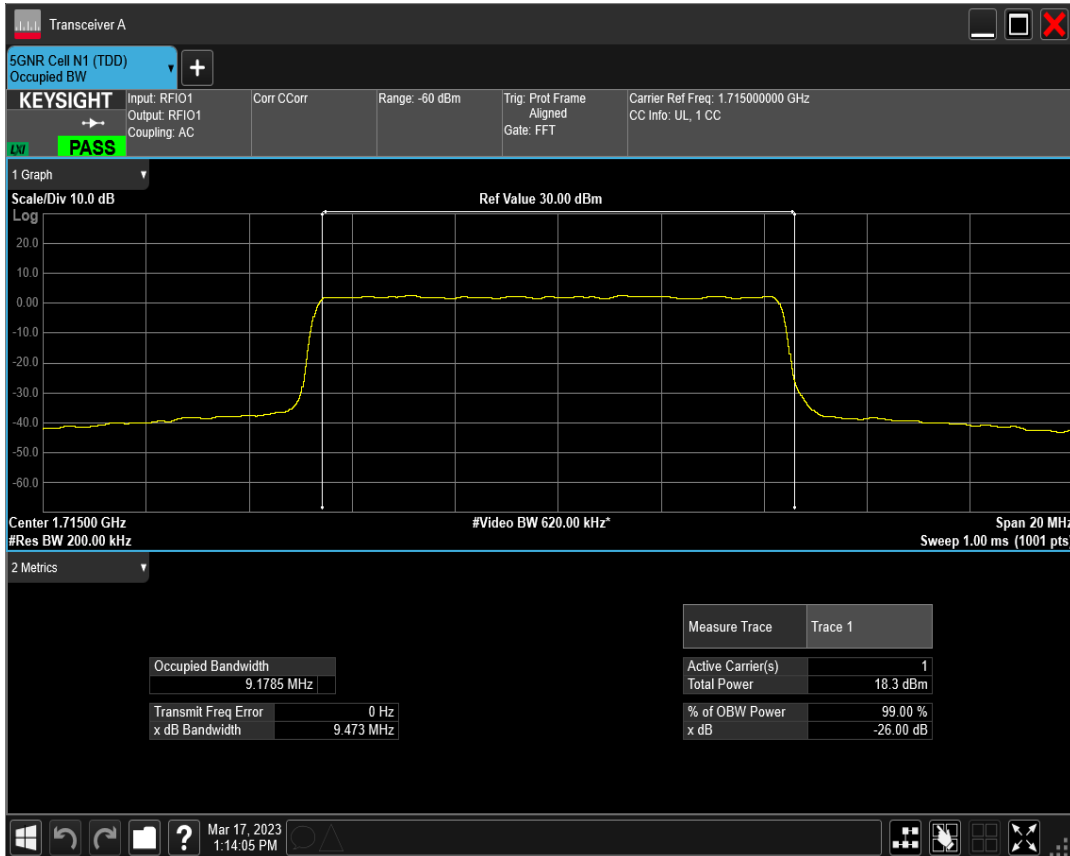 Transceiver A
5GNR Cell N1 (TDD)
Occupied BW
+
KEYSIGHT
LXI
PASS
Input: RFIO1
Output: RFIO1
Coupling: AC
Corr CCorr
Range: -60 dBm
Trig: Prot Frame
Aligned
Gate: FFT
Carrier Ref Freq: 1.715000000 GHz
CC Info: UL, 1 CC
1 Graph
Scale/Div 10.0 dB
Ref Value 30.00 dBm
Log
20.0
10.0
0.00
-10.0
-20.0
-30.0
-40.0
-50.0
-60.0
Center 1.71500 GHz
#Video BW 620.00 kHz*
Span 20 MHz
#Res BW 200.00 kHz
Sweep 1.00 ms (1001 pts)
2 Metrics
Measure Trace Trace 1
Occupied Bandwidth
9.1785 MHz
Transmit Freq Error 0 Hz
x dB Bandwidth 9.473 MHz
Active Carrier(s) 1
Total Power 18.3 dBm
% of OBW Power 99.00 %
x dB -26.00 dB
?
Mar 17, 2023
1:14:05 PM